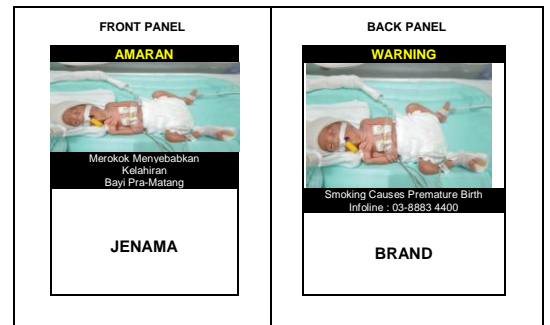 FRONT PANEL
AMARAN
Merokok Menyebabkan
Kelahiran
Bayi Pra-Matang
JENAMA
BACK PANEL
WARNING
Smoking Causes Premature Birth
Infoline : 03-8883 4400
BRAND